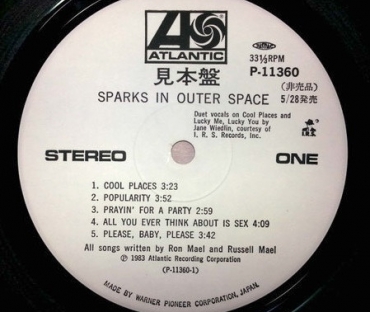 ATLANTIC
見本盤
33⅓RPM
P-11360
(非売品)
5/28発売
SPARKS IN OUTER SPACE
Duet vocals on Cool Places and
Lucky Me, Lucky You by
Jane Wiedlin, courtesy of
I. R. S. Records, Inc.
STEREO
ONE
1. COOL PLACES 3:23
2. POPULARITY 3:52
3. PRAYIN' FOR A PARTY 2:59
4. ALL YOU EVER THINK ABOUT IS SEX 4:09
5. PLEASE, BABY, PLEASE 3:42
All songs written by Ron Mael and Russell Mael
Ⓟ 1983 Atlantic Recording Corporation
(P-11360-1)
MADE BY WARNER PIONEER CORPORATION, JAPAN.